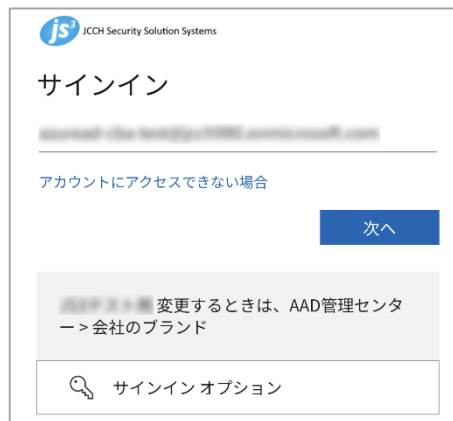 js3 JCCH Security Solution Systems
サインイン
アカウントにアクセスできない場合
次へ
変更するときは、AAD管理センタ
ー > 会社のブランド
サインイン オプション